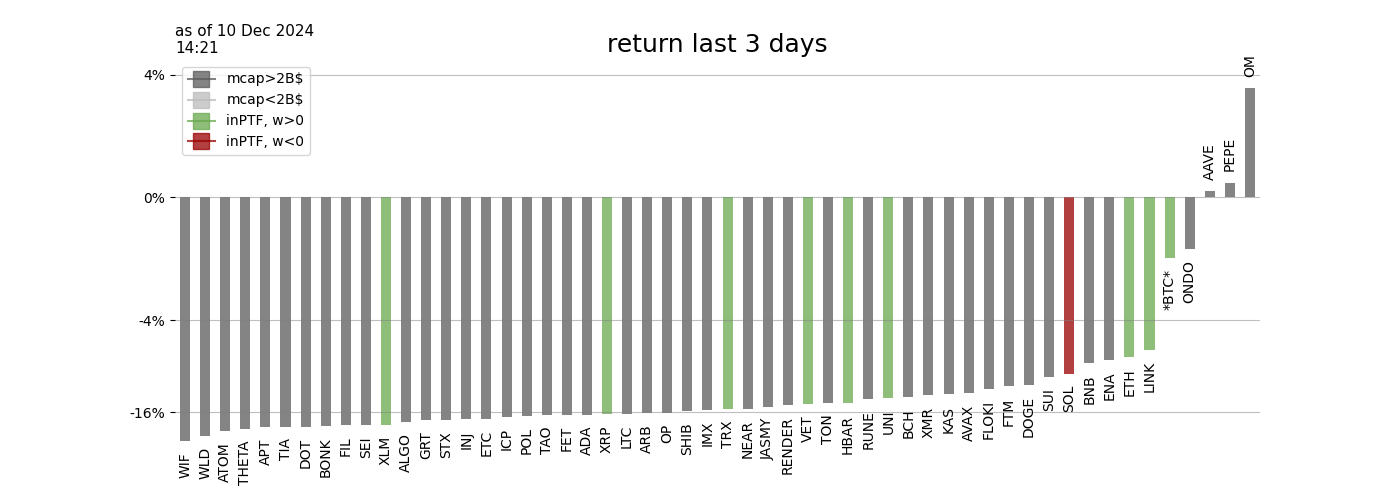 as of 10 Dec 2024
14:21
return last 3 days
mcap>2B$
mcap<2B$
inPTF, w>0
inPTF, w<0
4%
0%
-4%
-16%
WIF
WLD
ATOM
THETA
APT
TIA
DOT
BONK
FIL
SEI
XLM
ALGO
GRT
STX
INJ
ETC
ICP
POL
TAO
FET
ADA
XRP
LTC
ARB
OP
SHIB
IMX
TRX
NEAR
JASMY
RENDER
VET
TON
HBAR
RUNE
UNI
BCH
XMR
KAS
AVAX
FLOKI
FTM
DOGE
SUI
SOL
BNB
ENA
ETH
LINK
*BTC*
ONDO
AAVE
PEPE
OM